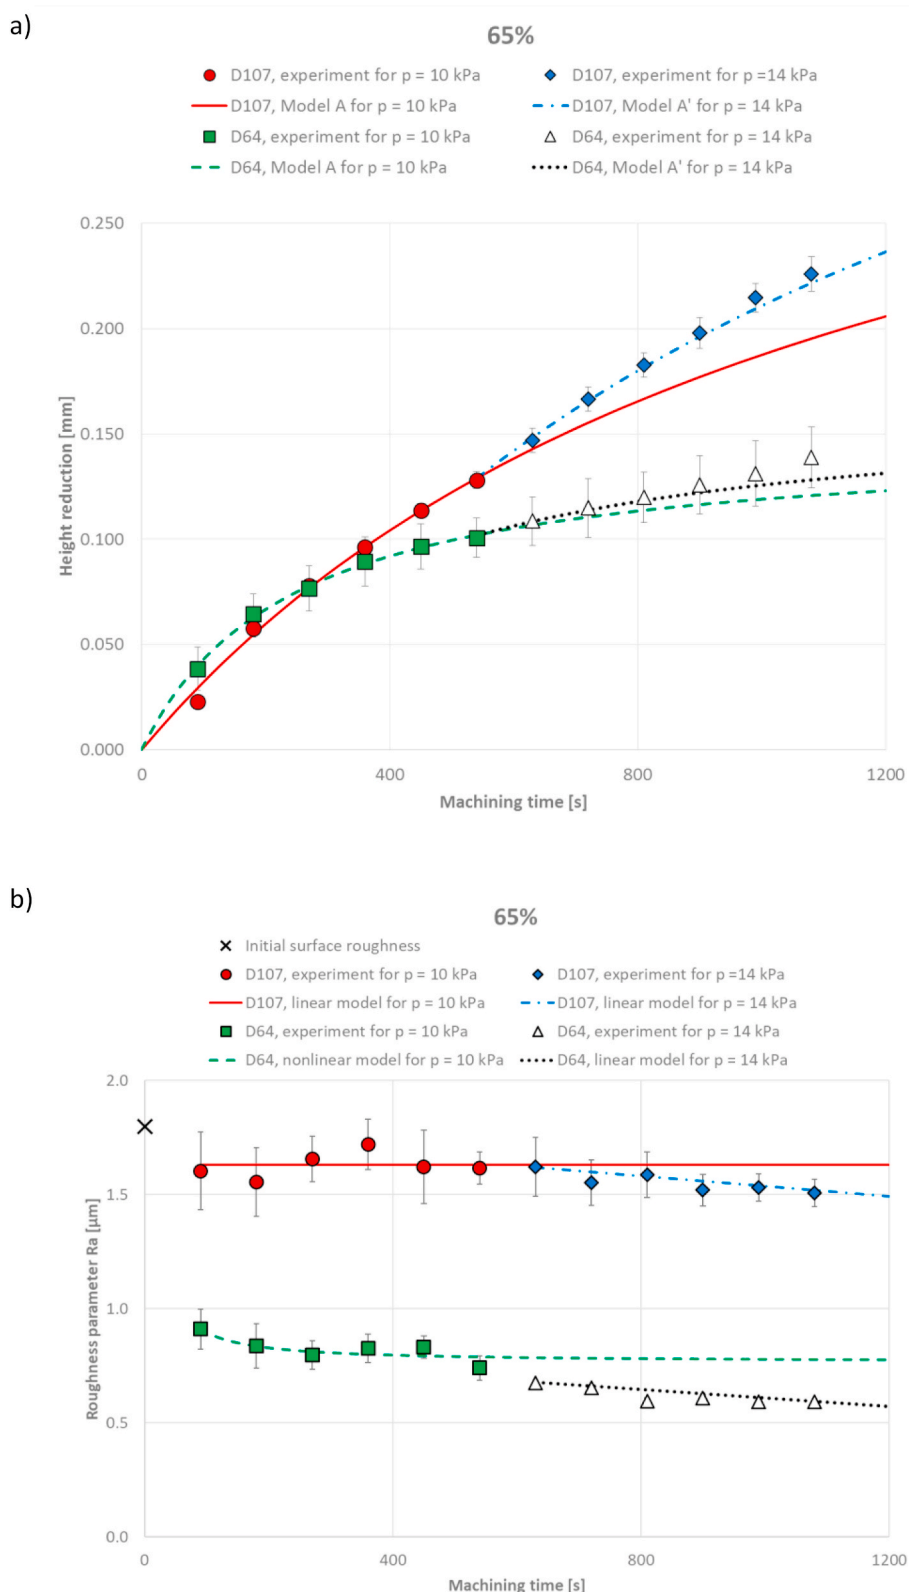 a)
65%
D107, experiment for p = 10 kPa
D107, experiment for p =14 kPa
D107, Model A for p = 10 kPa
D107, Model A' for p = 14 kPa
D64, experiment for p = 10 kPa
D64, experiment for p = 14 kPa
D64, Model A for p = 10 kPa
D64, Model A' for p = 14 kPa
0.250
0.200
0.150
0.100
0.050
0.000
Height reduction [mm]
0
400
800
1200
Machining time [s]
b)
65%
Initial surface roughness
D107, experiment for p = 10 kPa
D107, experiment for p =14 kPa
D107, linear model for p = 10 kPa
D107, linear model for p = 14 kPa
D64, experiment for p = 10 kPa
D64, experiment for p = 14 kPa
D64, nonlinear model for p = 10 kPa
D64, linear model for p = 14 kPa
2.0
1.5
1.0
0.5
0.0
Roughness parameter Ra [µm]
0
400
800
1200
Machining time [s]